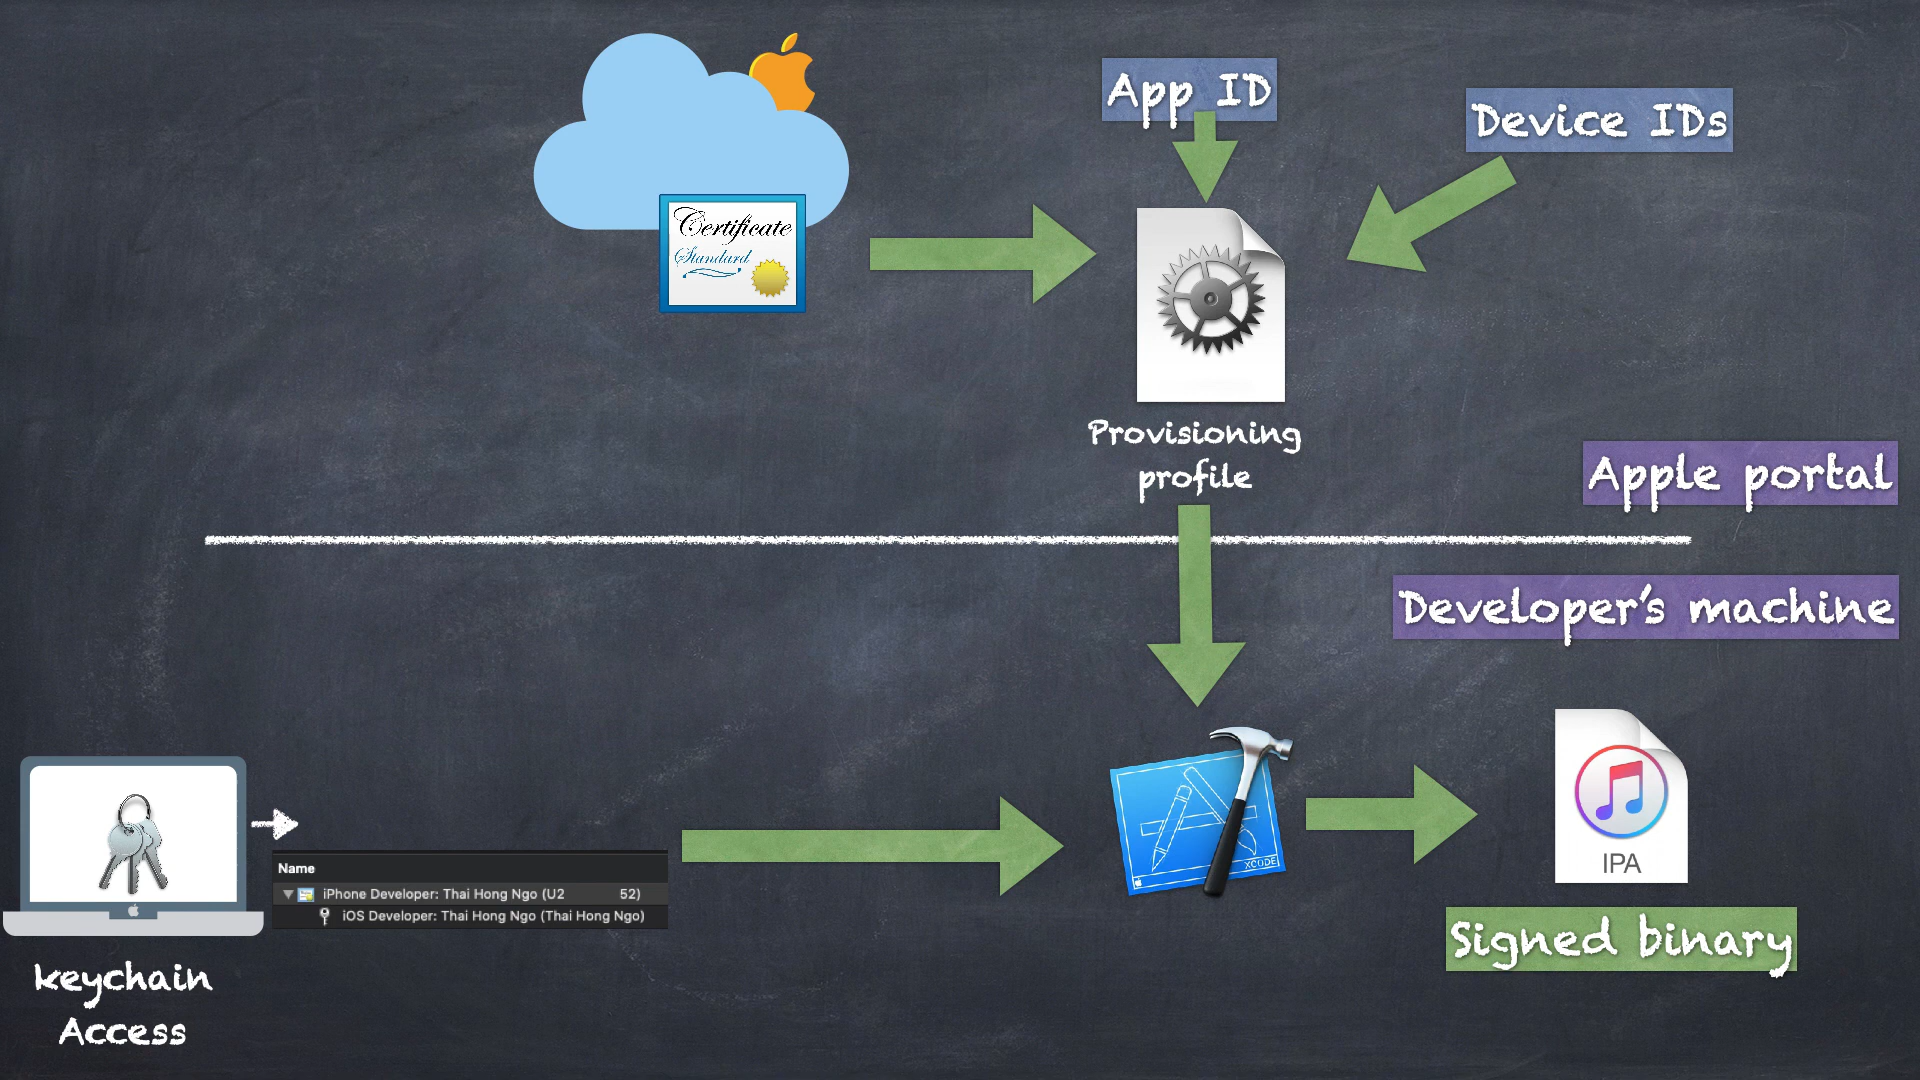 App ID
Device IDs
Certificate
Standard
Provisioning
profile
Apple portal
Developer's machine
XCODE
IPA
Name
iPhone Developer: Thai Hong Ngo (U2 52)
iOS Developer: Thai Hong Ngo (Thai Hong Ngo)
Signed binary
keychain
Access